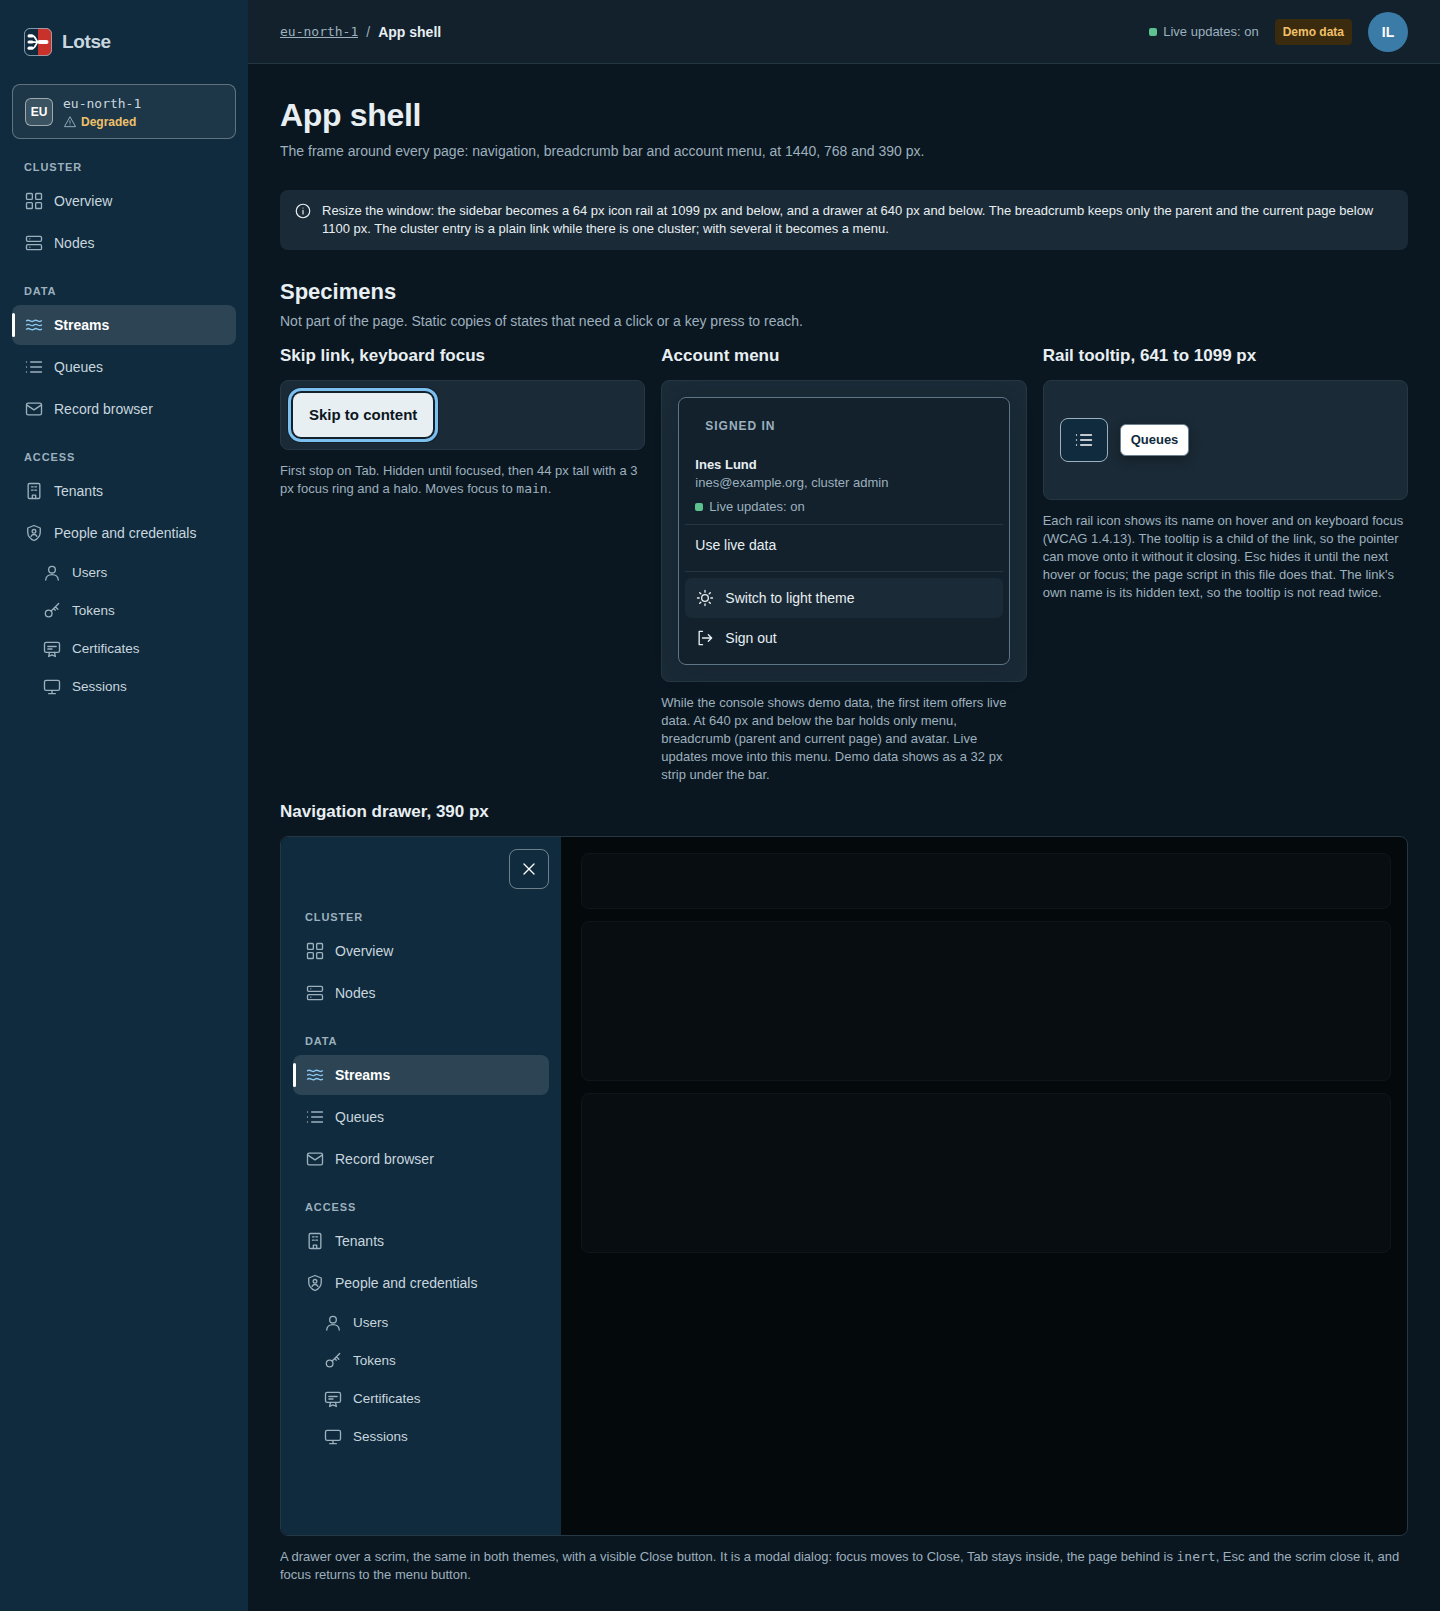 Lotse
EU
eu-north-1
Degraded
CLUSTER
Overview
Nodes
DATA
Streams
Queues
Record browser
ACCESS
Tenants
People and credentials
Users
Tokens
Certificates
Sessions
eu-north-1 / App shell
Live updates: on
Demo data
IL
App shell
The frame around every page: navigation, breadcrumb bar and account menu, at 1440, 768 and 390 px.
Resize the window: the sidebar becomes a 64 px icon rail at 1099 px and below, and a drawer at 640 px and below. The breadcrumb keeps only the parent and the current page below
1100 px. The cluster entry is a plain link while there is one cluster; with several it becomes a menu.
Specimens
Not part of the page. Static copies of states that need a click or a key press to reach.
Skip link, keyboard focus
Skip to content
First stop on Tab. Hidden until focused, then 44 px tall with a 3
px focus ring and a halo. Moves focus to main.
Account menu
SIGNED IN
Ines Lund
ines@example.org, cluster admin
Live updates: on
Use live data
Switch to light theme
Sign out
While the console shows demo data, the first item offers live
data. At 640 px and below the bar holds only menu,
breadcrumb (parent and current page) and avatar. Live
updates move into this menu. Demo data shows as a 32 px
strip under the bar.
Rail tooltip, 641 to 1099 px
Queues
Each rail icon shows its name on hover and on keyboard focus
(WCAG 1.4.13). The tooltip is a child of the link, so the pointer
can move onto it without it closing. Esc hides it until the next
hover or focus; the page script in this file does that. The link's
own name is its hidden text, so the tooltip is not read twice.
Navigation drawer, 390 px
CLUSTER
Overview
Nodes
DATA
Streams
Queues
Record browser
ACCESS
Tenants
People and credentials
Users
Tokens
Certificates
Sessions
A drawer over a scrim, the same in both themes, with a visible Close button. It is a modal dialog: focus moves to Close, Tab stays inside, the page behind is inert, Esc and the scrim close it, and
focus returns to the menu button.